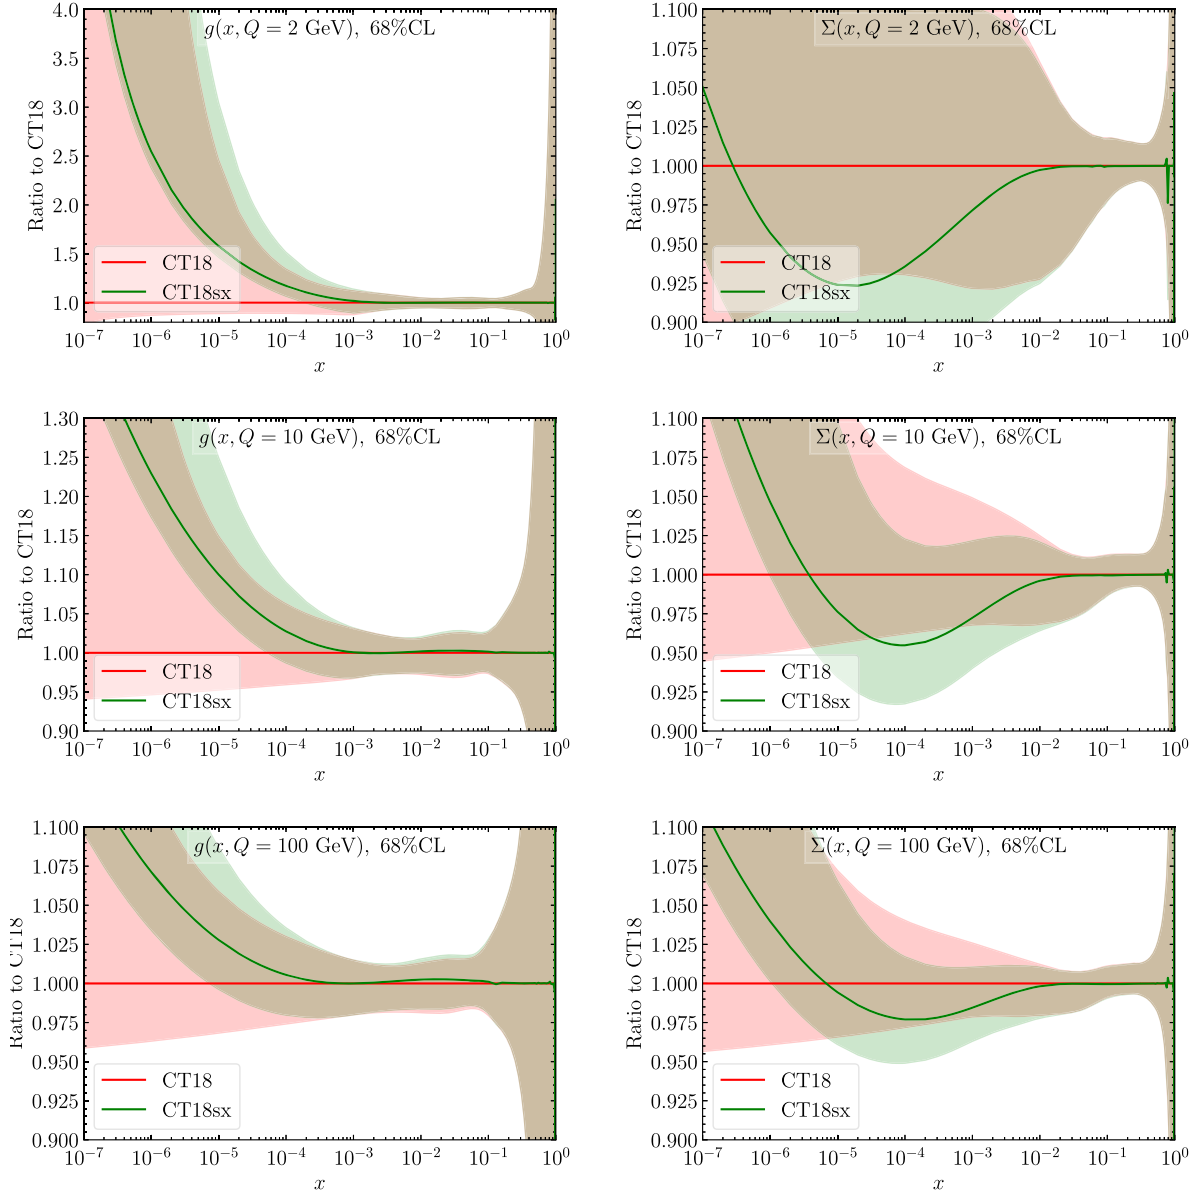 g(x, Q = 2 GeV), 68%CL
Ratio to CT18
4.0
3.5
3.0
2.5
2.0
1.5
1.0
CT18
CT18sx
10⁻⁷ 10⁻⁶ 10⁻⁵ 10⁻⁴ 10⁻³ 10⁻² 10⁻¹ 10⁰
x
Σ(x, Q = 2 GeV), 68%CL
Ratio to CT18
1.100
1.075
1.050
1.025
1.000
0.975
0.950
0.925
0.900
CT18
CT18sx
10⁻⁷ 10⁻⁶ 10⁻⁵ 10⁻⁴ 10⁻³ 10⁻² 10⁻¹ 10⁰
x
g(x, Q = 10 GeV), 68%CL
Ratio to CT18
1.30
1.25
1.20
1.15
1.10
1.05
1.00
0.95
0.90
CT18
CT18sx
10⁻⁷ 10⁻⁶ 10⁻⁵ 10⁻⁴ 10⁻³ 10⁻² 10⁻¹ 10⁰
x
Σ(x, Q = 10 GeV), 68%CL
Ratio to CT18
1.100
1.075
1.050
1.025
1.000
0.975
0.950
0.925
0.900
CT18
CT18sx
10⁻⁷ 10⁻⁶ 10⁻⁵ 10⁻⁴ 10⁻³ 10⁻² 10⁻¹ 10⁰
x
g(x, Q = 100 GeV), 68%CL
Ratio to CT18
1.100
1.075
1.050
1.025
1.000
0.975
0.950
0.925
0.900
CT18
CT18sx
10⁻⁷ 10⁻⁶ 10⁻⁵ 10⁻⁴ 10⁻³ 10⁻² 10⁻¹ 10⁰
x
Σ(x, Q = 100 GeV), 68%CL
Ratio to CT18
1.100
1.075
1.050
1.025
1.000
0.975
0.950
0.925
0.900
CT18
CT18sx
10⁻⁷ 10⁻⁶ 10⁻⁵ 10⁻⁴ 10⁻³ 10⁻² 10⁻¹ 10⁰
x